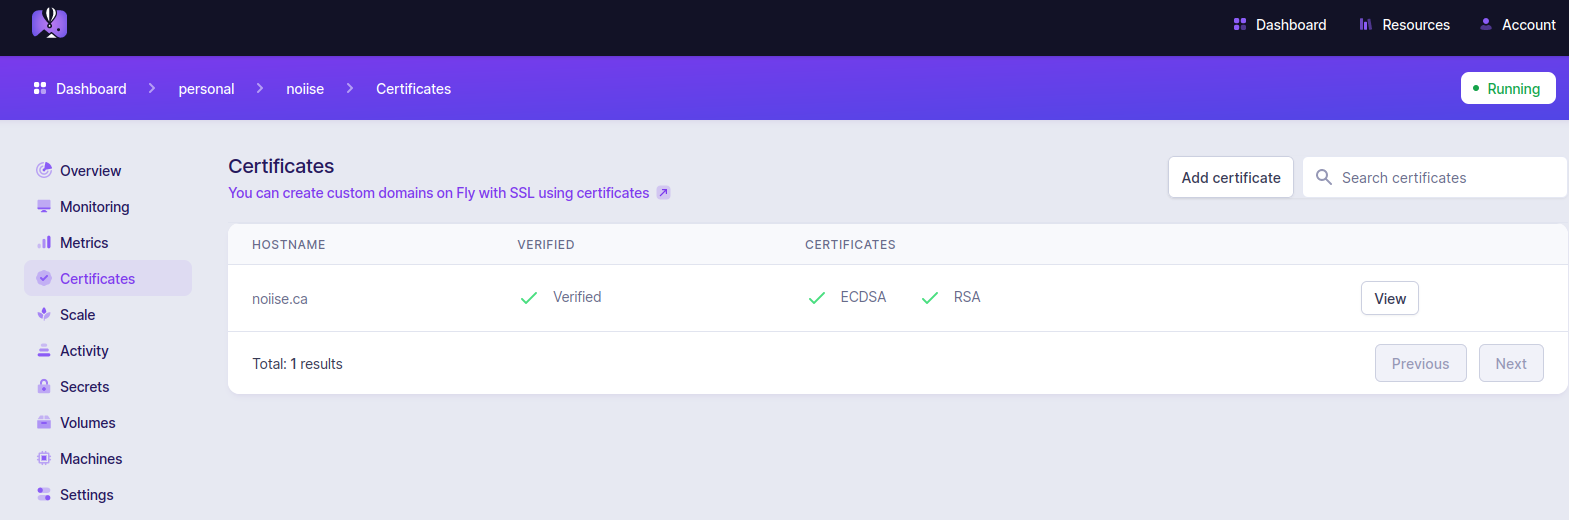 Dashboard Resources Account
Dashboard personal noiise Certificates Running
Overview
Monitoring
Metrics
Certificates
Scale
Activity
Secrets
Volumes
Machines
Settings
Certificates
You can create custom domains on Fly with SSL using certificates
Add certificate Search certificates
HOSTNAME VERIFIED CERTIFICATES
noiise.ca Verified ECDSA RSA View
Total: 1 results Previous Next